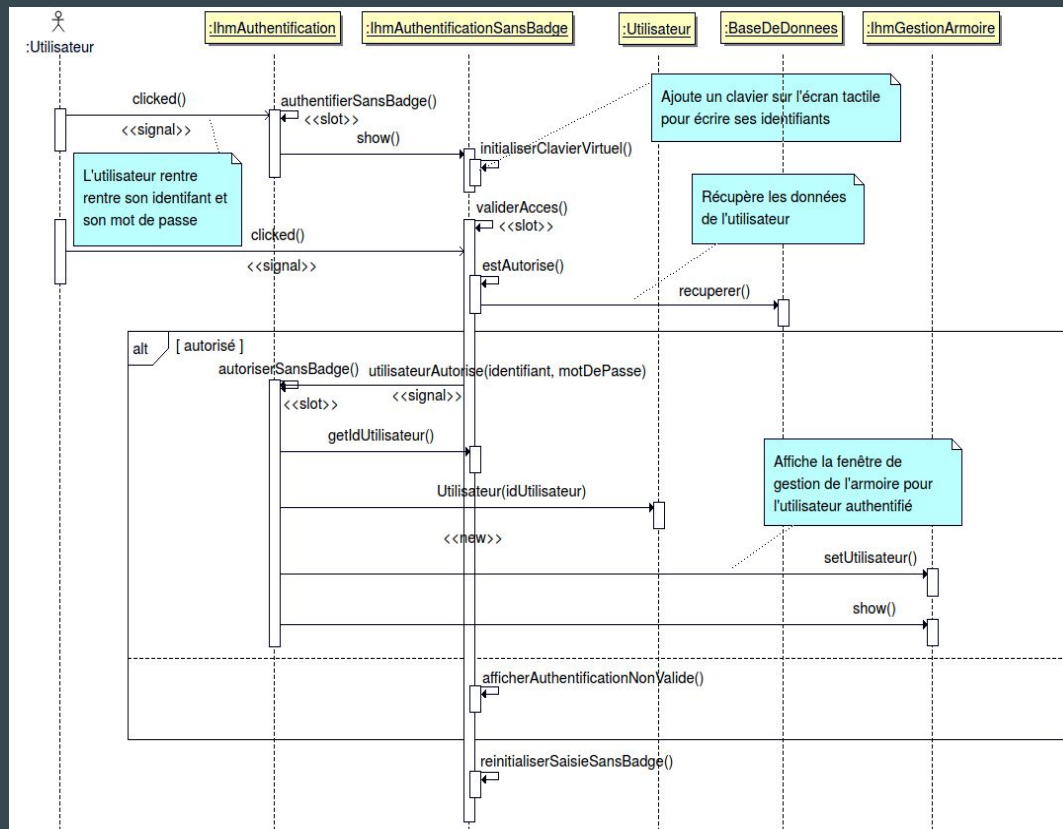 :Utilisateur
:IhmAuthentification
:IhmAuthentificationSansBadge
:Utilisateur
:BaseDeDonnees
:IhmGestionArmoire
clicked()
<<signal>>
authentifierSansBadge()
<<slot>>
show()
Ajoute un clavier sur l'écran tactile
pour écrire ses identifiants
initialiserClavierVirtuel()
L'utilisateur rentre
rentre son identifant et
son mot de passe
Récupère les données
de l'utilisateur
validerAcces()
<<slot>>
clicked()
<<signal>>
estAutorise()
recuperer()
alt
[ autorisé ]
autoriserSansBadge()
<<slot>>
utilisateurAutorise(identifiant, motDePasse)
<<signal>>
getIdUtilisateur()
Affiche la fenêtre de
gestion de l'armoire pour
l'utilisateur authentifié
Utilisateur(idUtilisateur)
<<new>>
setUtilisateur()
show()
afficherAuthentificationNonValide()
reinitialiserSaisieSansBadge()